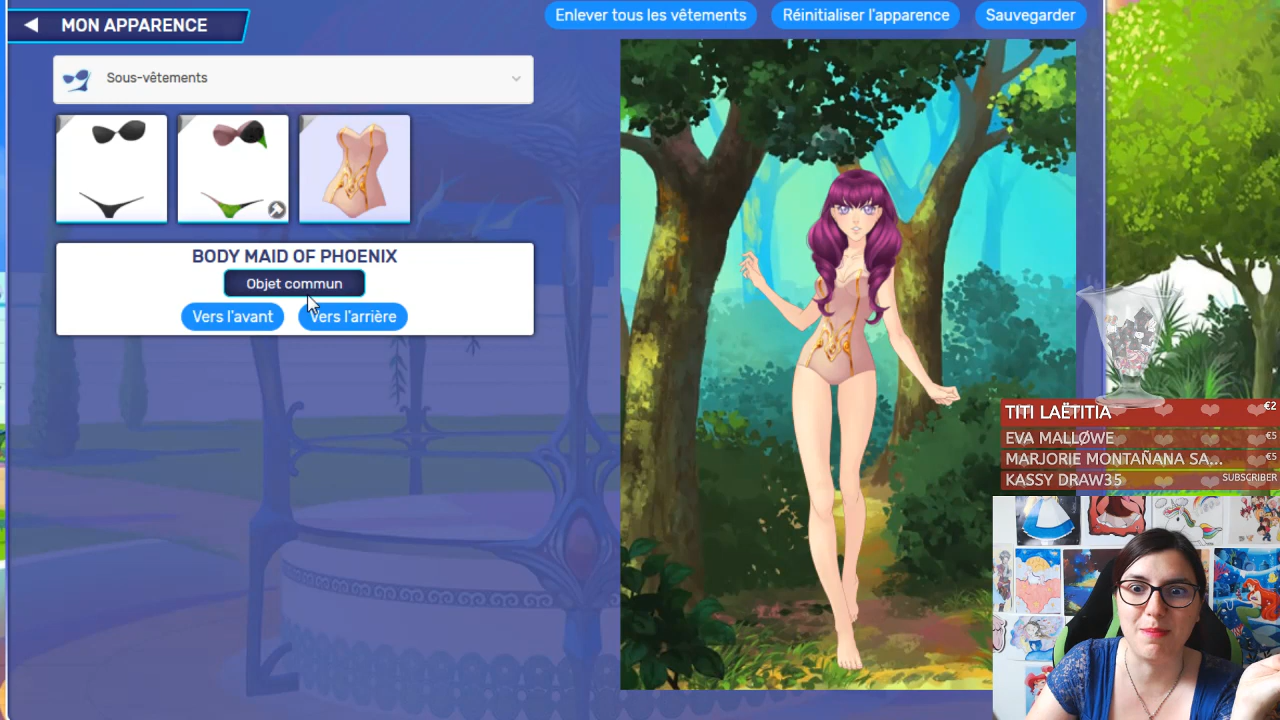 MON APPARENCE
Enlever tous les vêtements
Réinitialiser l'apparence
Sauvegarder
Sous-vêtements
BODY MAID OF PHOENIX
Objet commun
Vers l'avant
Vers l'arrière
TITI LAËTITIA €2
EVA MALLØWE €5
MARJORIE MONTAÑANA SA... €5
KASSY DRAW35 SUBSCRIBER